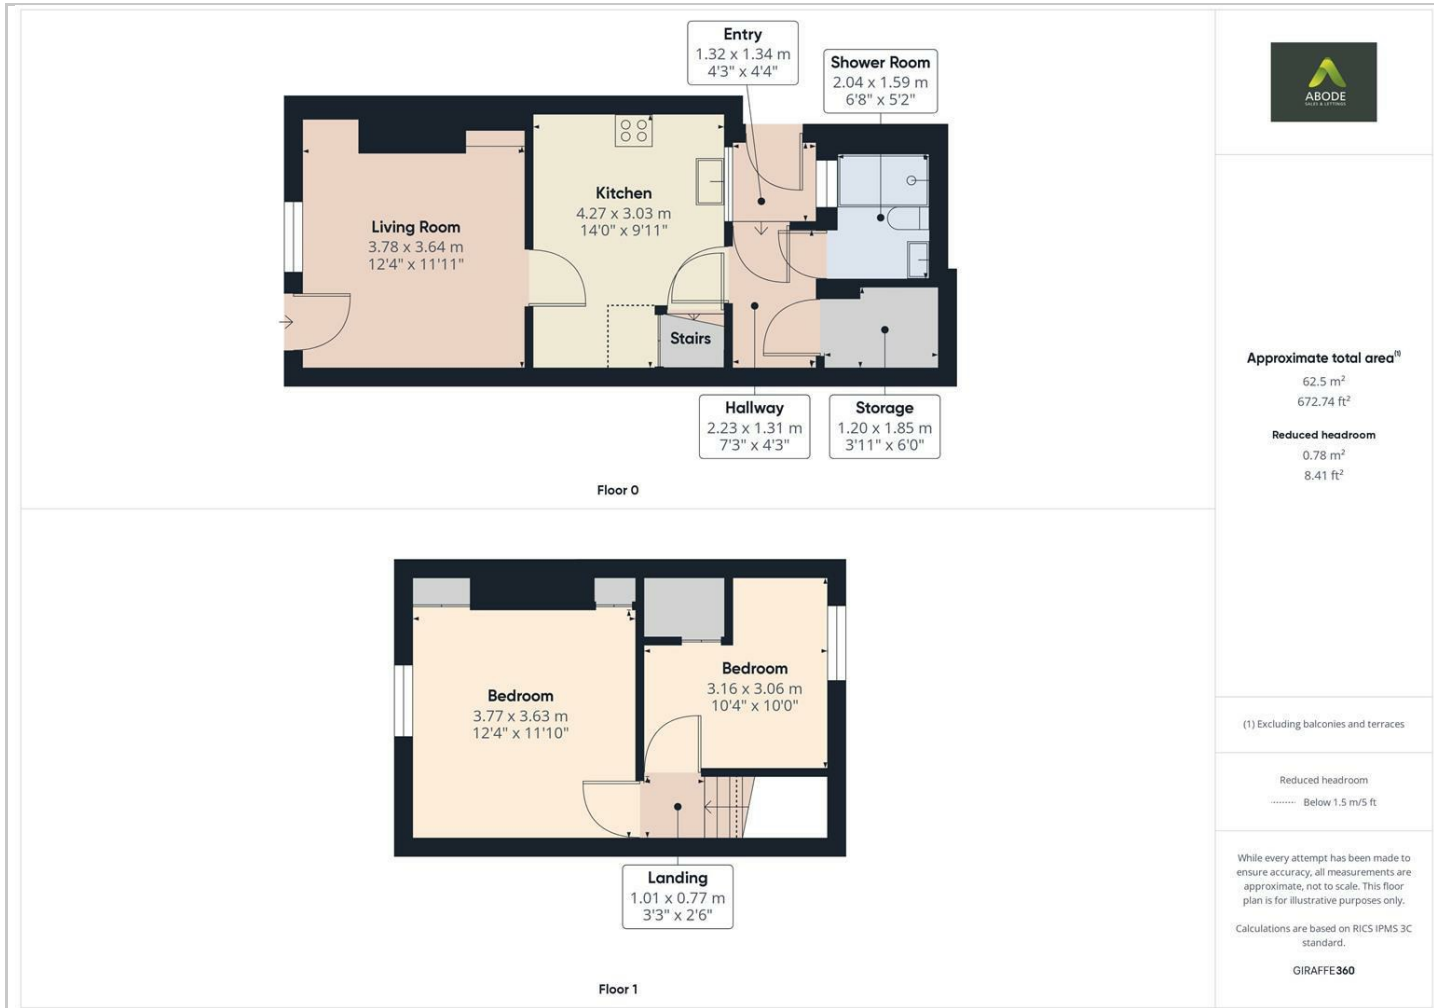 Entry
1.32 x 1.34 m
4'3" x 4'4"
Shower Room
2.04 x 1.59 m
6'8" x 5'2"
Kitchen
4.27 x 3.03 m
14'0" x 9'11"
Living Room
3.78 x 3.64 m
12'4" x 11'11"
Stairs
Hallway
2.23 x 1.31 m
7'3" x 4'3"
Storage
1.20 x 1.85 m
3'11" x 6'0"
Floor 0
Bedroom
3.77 x 3.63 m
12'4" x 11'10"
Bedroom
3.16 x 3.06 m
10'4" x 10'0"
Landing
1.01 x 0.77 m
3'3" x 2'6"
Floor 1
ABODE
SALES & LETTINGS
Approximate total area(1)
62.5 m²
672.74 ft²
Reduced headroom
0.78 m²
8.41 ft²
(1) Excluding balconies and terraces
Reduced headroom
Below 1.5 m/5 ft
While every attempt has been made to
ensure accuracy, all measurements are
approximate, not to scale. This floor
plan is for illustrative purposes only.
Calculations are based on RICS IPMS 3C
standard.
GIRAFFE360